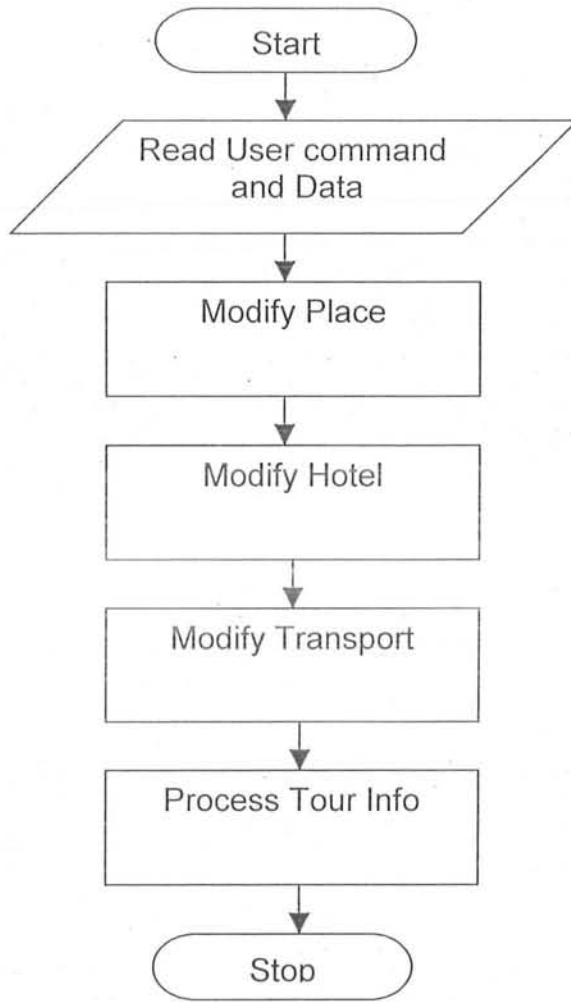 Start
Read User command
and Data
Modify Place
Modify Hotel
Modify Transport
Process Tour Info
Stop